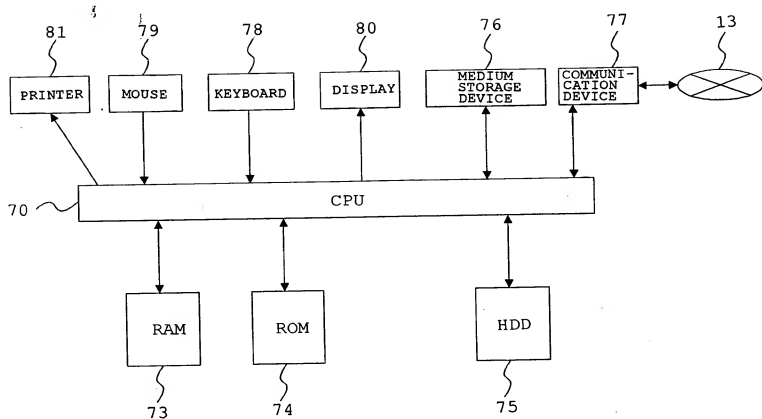 81
79
78
80
76
77
13
PRINTER
MOUSE
KEYBOARD
DISPLAY
MEDIUM
STORAGE
DEVICE
COMMUNI-
CATION
DEVICE
70
CPU
RAM
ROM
HDD
73
74
75